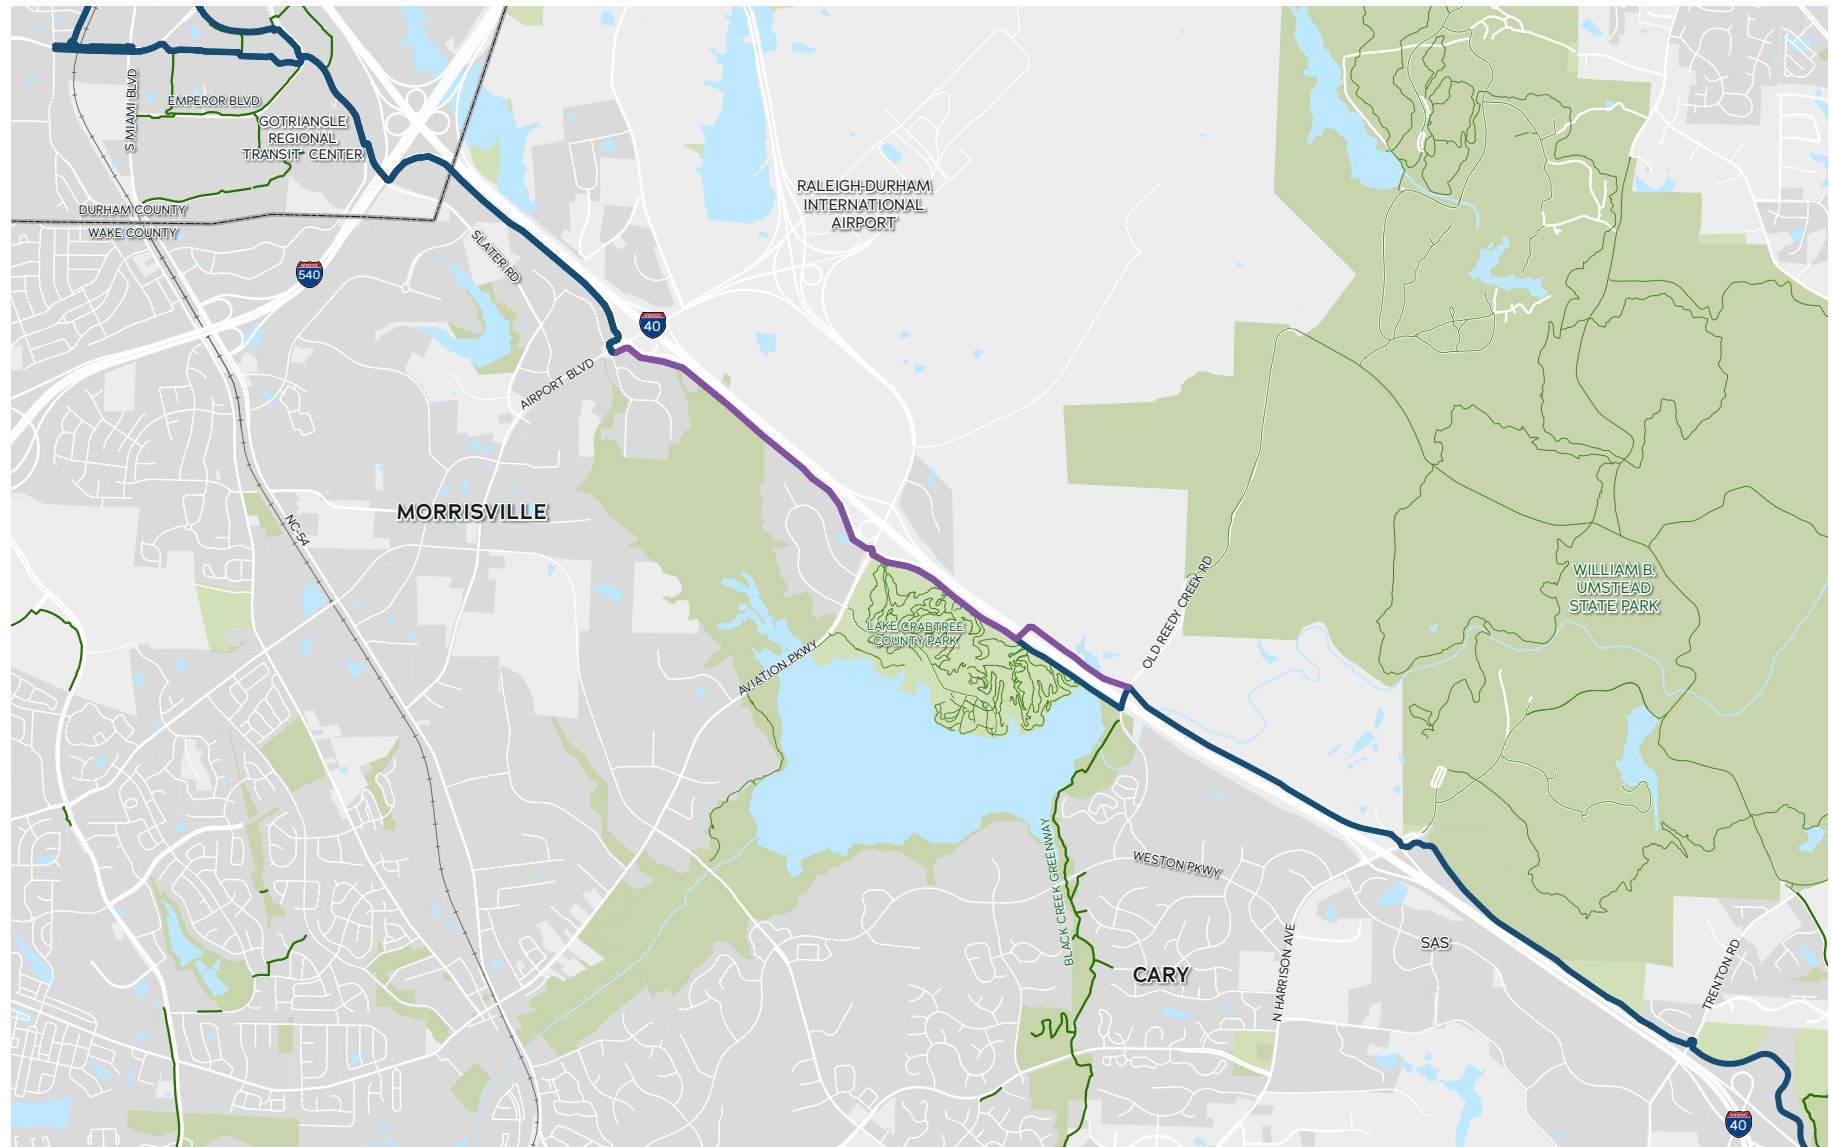 S MIAMI BLVD
EMPEROR BLVD
GOTRIANGLE
REGIONAL
TRANSIT CENTER
DURHAM COUNTY
WAKE COUNTY
RALEIGH-DURHAM
INTERNATIONAL
AIRPORT
SLATER RD
540
40
AIRPORT BLVD
MORRISVILLE
NC-54
WILLIAM B.
UMSTEAD
STATE PARK
OLD REEDY CREEK RD
LAKE CRABTREE
COUNTY PARK
AVIATION PKWY
BLACK CREEK GREENWAY
WESTON PKWY
N HARRISON AVE
SAS
CARY
TRENTON RD
40